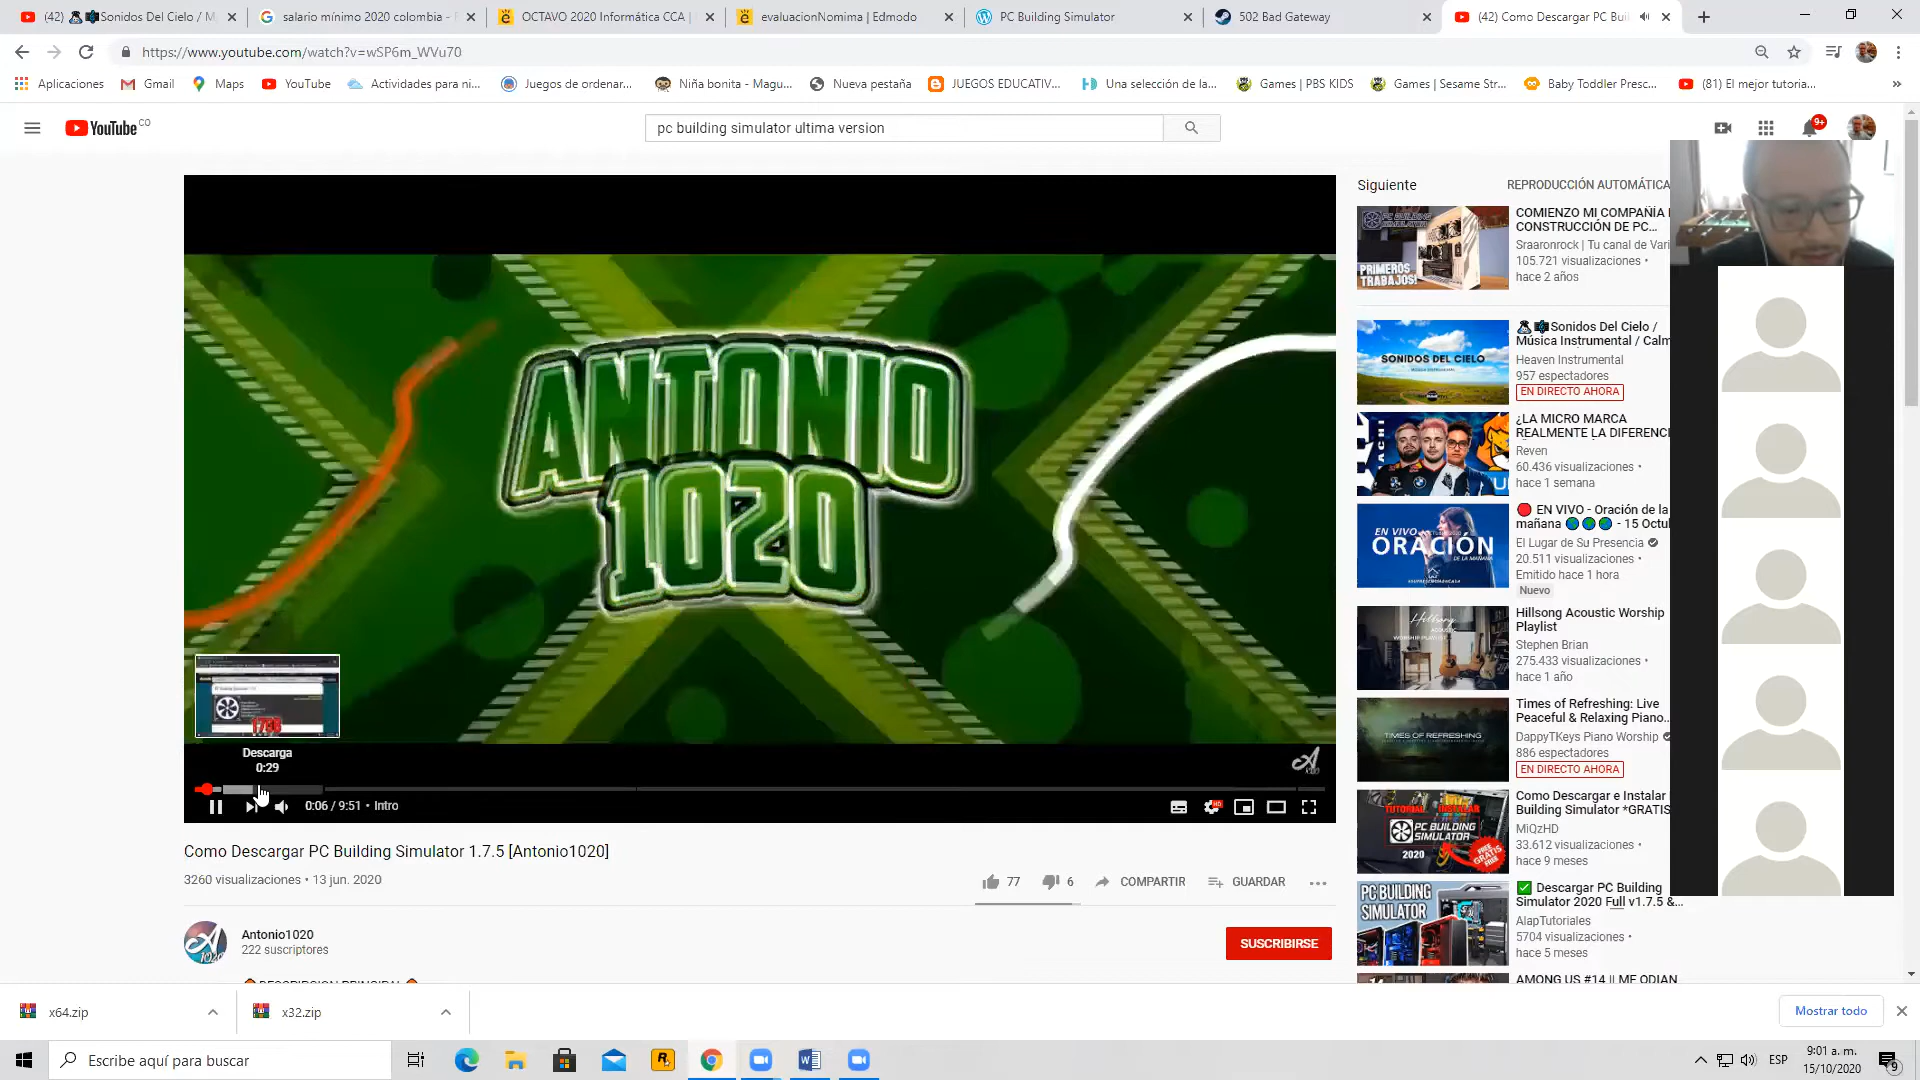 (42) Sonidos Del Cielo / M
salario mínimo 2020 colombia -
OCTAVO 2020 Informática CCA |
evaluacionNomima | Edmodo
PC Building Simulator
502 Bad Gateway
(42) Como Descargar PC Bui
https://www.youtube.com/watch?v=wSP6m_WVu70
Aplicaciones
Gmail
Maps
YouTube
Actividades para ni...
Juegos de ordenar...
Niña bonita - Magu...
Nueva pestaña
JUEGOS EDUCATIV...
Una selección de la...
Games | PBS KIDS
Games | Sesame Str...
Baby Toddler Presc...
(81) El mejor tutoria...
YouTube CO
pc building simulator ultima version
9+
ANTONIO
1020
Descarga
0:29
0:06 / 9:51 • Intro
Como Descargar PC Building Simulator 1.7.5 [Antonio1020]
3260 visualizaciones • 13 jun. 2020
77
6
COMPARTIR
GUARDAR
Antonio1020
222 suscriptores
SUSCRIBIRSE
DESCRIPCION PRINCIPAL
Siguiente
REPRODUCCIÓN AUTOMÁTICA
PRIMEROS
TRABAJOS!
COMIENZO MI COMPAÑIA
CONSTRUCCIÓN DE PC...
Sraaronrock | Tu canal de Vari
105.721 visualizaciones •
hace 2 años
SONIDOS DEL CIELO
Sonidos Del Cielo /
Música Instrumental / Calm
Heaven Instrumental
957 espectadores
EN DIRECTO AHORA
¿LA MICRO MARCA
REALMENTE LA DIFERENCI
Reven
60.436 visualizaciones •
hace 1 semana
EN VIVO
ORACIÓN
DE LA MAÑANA
EN VIVO - Oración de la
mañana - 15 Octu
El Lugar de Su Presencia
20.511 visualizaciones •
Emitido hace 1 hora
Nuevo
Hillsong Acoustic Worship
Playlist
Stephen Brian
275.433 visualizaciones •
hace 1 año
TIMES OF REFRESHING
Times of Refreshing: Live
Peaceful & Relaxing Piano...
DappyTKeys Piano Worship
886 espectadores
EN DIRECTO AHORA
TUTORIAL INSTALAR
PC BUILDING
SIMULATOR
2020
FREE
GRATIS
FREE
Como Descargar e Instalar
Building Simulator *GRATIS
MiQzHD
33.612 visualizaciones •
hace 9 meses
PC BUILDING
SIMULATOR
Descargar PC Building
Simulator 2020 Full v1.7.5 &...
AlapTutoriales
5704 visualizaciones •
hace 5 meses
AMONG US #14 || ME ODIAN
x64.zip
x32.zip
Mostrar todo
Escribe aquí para buscar
ESP
9:01 a. m.
15/10/2020
9